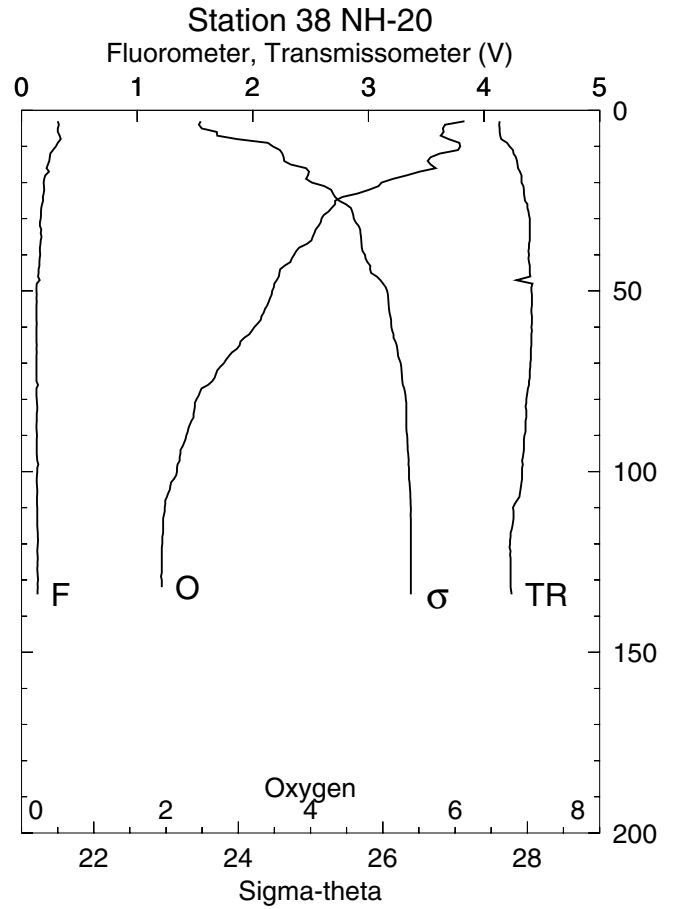 Station 38 NH-20
Fluorometer, Transmissometer (V)
0 1 2 3 4 5
0
50
100
F O σ TR
150
Oxygen
0 2 4 6 8
200
22 24 26 28
Sigma-theta